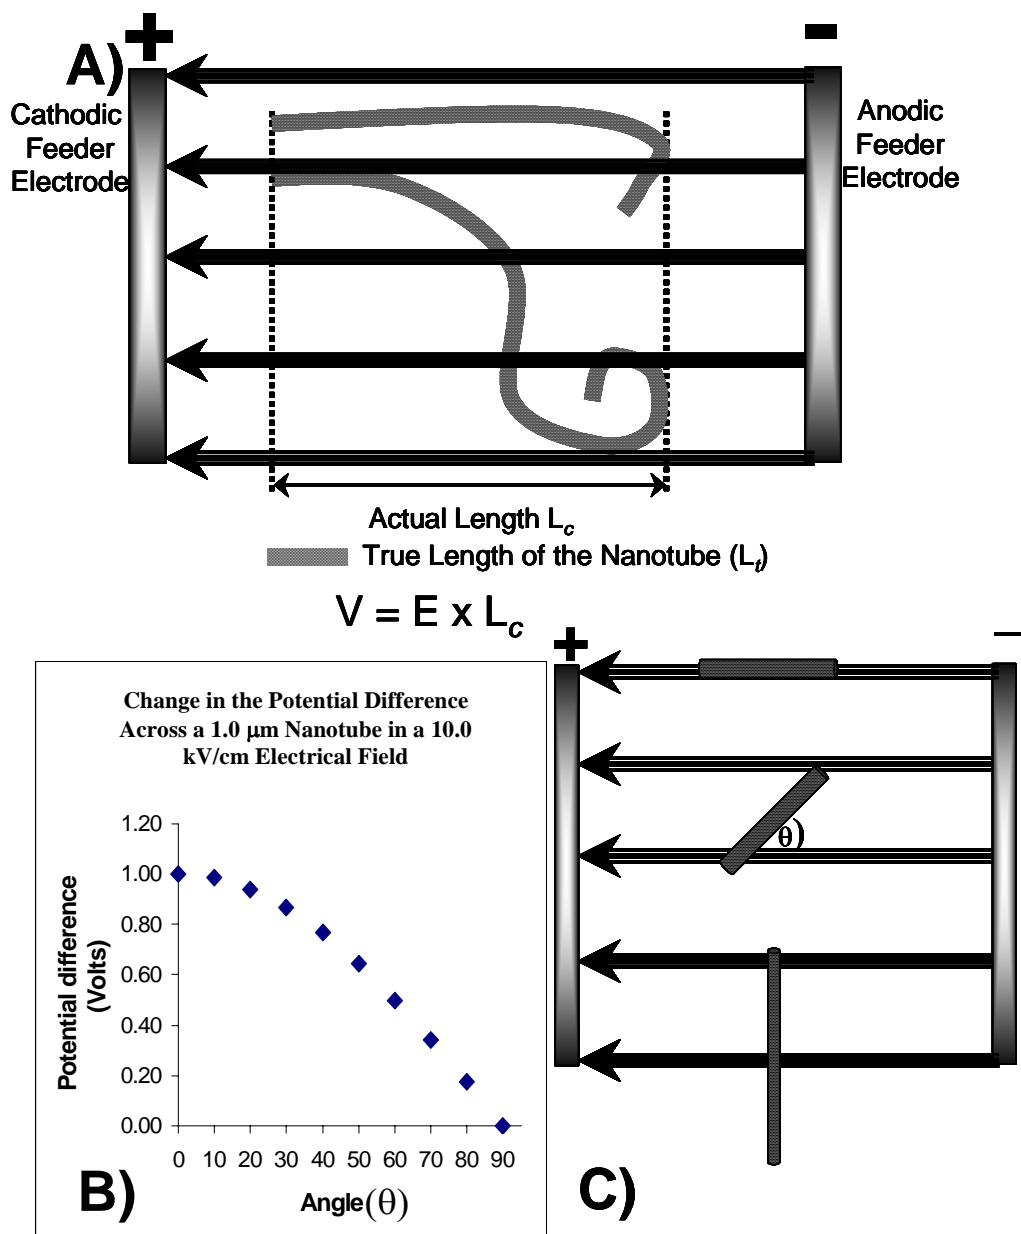 +
-
A)
Cathodic
Feeder
Electrode
Anodic
Feeder
Electrode
Actual Length Lc
True Length of the Nanotube (Lt)
V = E x Lc
+
–
Change in the Potential Difference
Across a 1.0 μm Nanotube in a 10.0
kV/cm Electrical Field
1.20
1.00
0.80
0.60
0.40
0.20
0.00
Potential difference
(Volts)
0 10 20 30 40 50 60 70 80 90
Angle(θ)
B)
θ)
C)